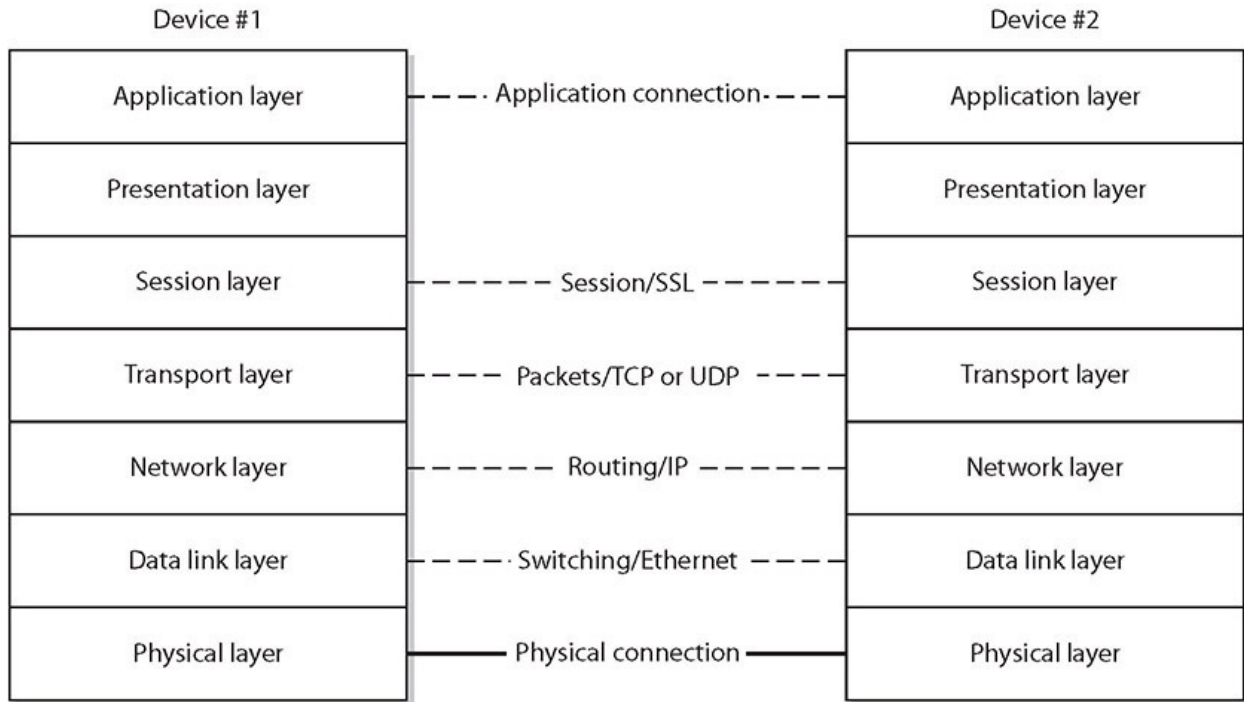 Device #1
Device #2
Application layer
Application connection
Application layer
Presentation layer
Presentation layer
Session layer
Session/SSL
Session layer
Transport layer
Packets/TCP or UDP
Transport layer
Network layer
Routing/IP
Network layer
Data link layer
Switching/Ethernet
Data link layer
Physical layer
Physical connection
Physical layer